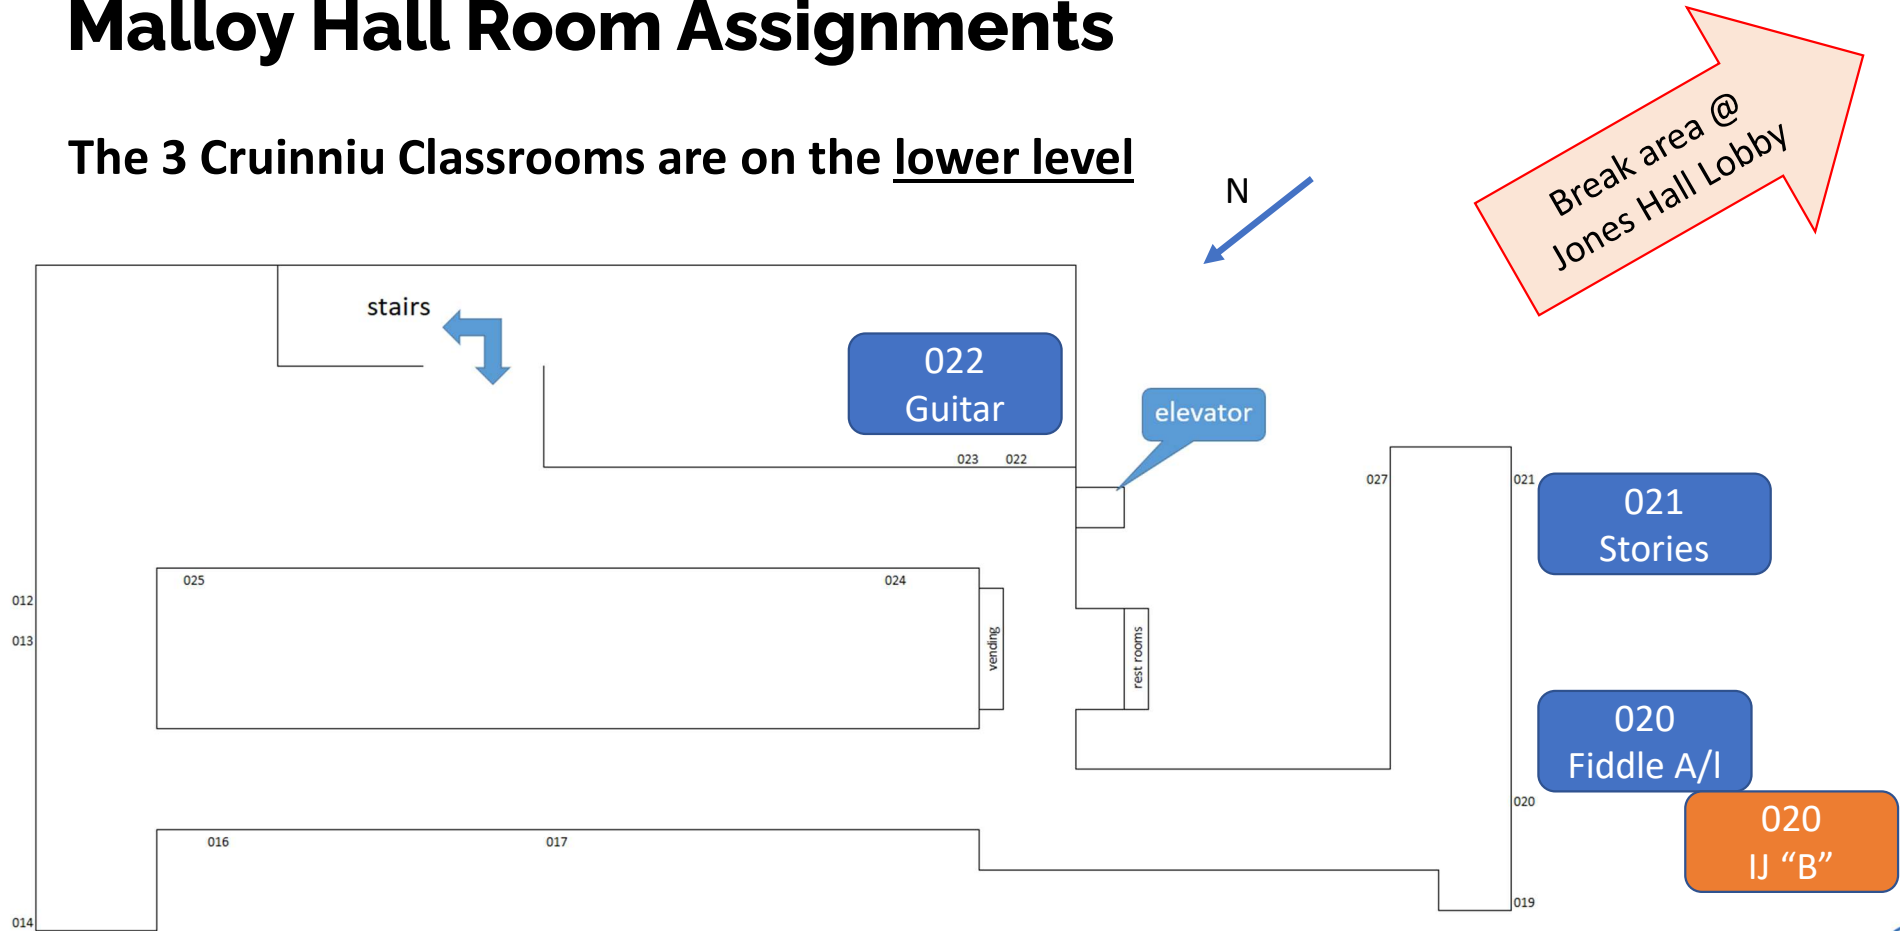 Malloy Hall Room Assignments
The 3 Cruinniu Classrooms are on the lower level
N
Break area @
Jones Hall Lobby
stairs
022
Guitar
elevator
023
022
027
021
021
Stories
025
024
012
013
vending
rest rooms
020
Fiddle A/I
020
020
IJ “B”
016
017
019
014